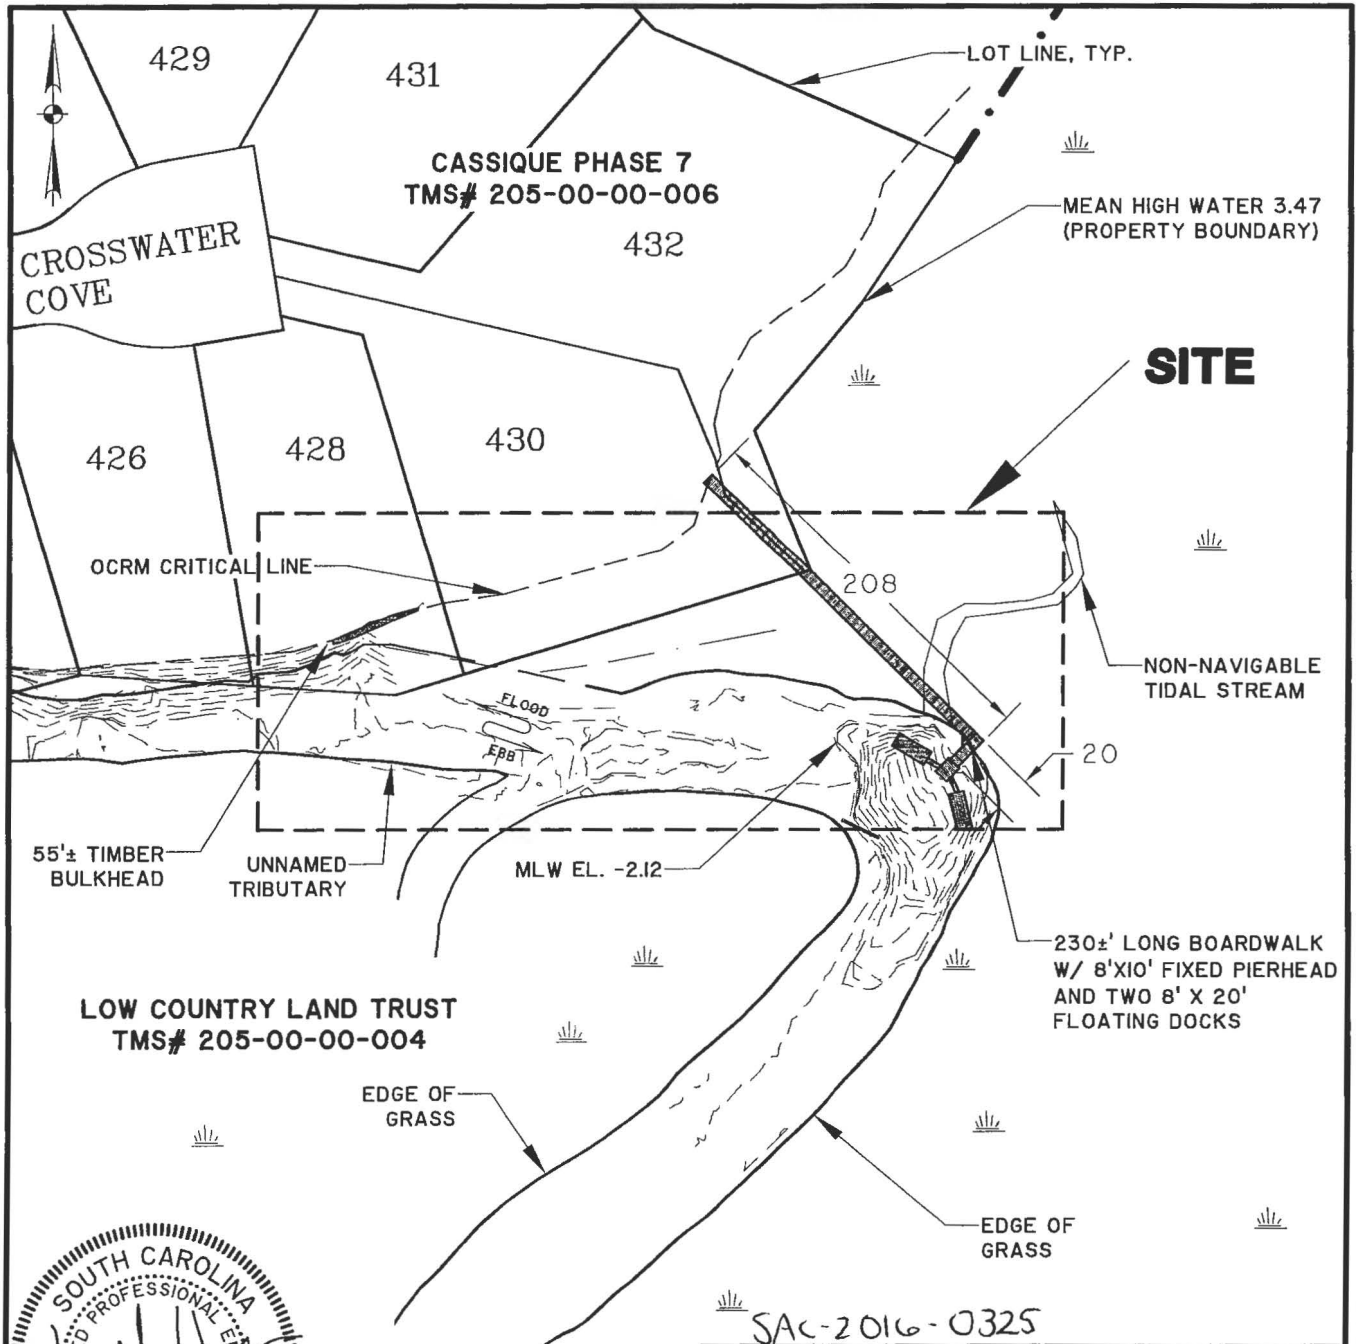 429
431
LOT LINE, TYP.
CASSIQUE PHASE 7
TMS# 205-00-00-006
MEAN HIGH WATER 3.47
(PROPERTY BOUNDARY)
432
CROSSWATER
COVE
SITE
426
428
430
OCRM CRITICAL LINE
208
NON-NAVIGABLE
TIDAL STREAM
FLOOD
EBB
20
55'± TIMBER
BULKHEAD
UNNAMED
TRIBUTARY
MLW EL. -2.12
230±' LONG BOARDWALK
W/ 8'X10' FIXED PIERHEAD
AND TWO 8' X 20'
FLOATING DOCKS
LOW COUNTRY LAND TRUST
TMS# 205-00-00-004
EDGE OF
GRASS
EDGE OF
GRASS
SOUTH CAROLINA
PROFESSIONAL
SAC-2016-0325